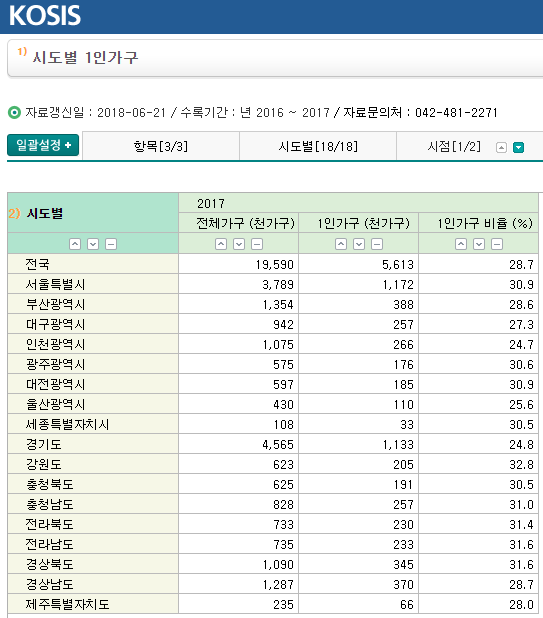 KOSIS
1) 시도별 1인가구
자료갱신일 : 2018-06-21 / 수록기간 : 년 2016 ~ 2017 / 자료문의처 : 042-481-2271
일괄설정 + 항목[3/3] 시도별[18/18] 시점[1/2]
2) 시도별 2017
전체가구 (천가구) 1인가구 (천가구) 1인가구 비율 (%)
전국 19,590 5,613 28.7
서울특별시 3,789 1,172 30.9
부산광역시 1,354 388 28.6
대구광역시 942 257 27.3
인천광역시 1,075 266 24.7
광주광역시 575 176 30.6
대전광역시 597 185 30.9
울산광역시 430 110 25.6
세종특별자치시 108 33 30.5
경기도 4,565 1,133 24.8
강원도 623 205 32.8
충청북도 625 191 30.5
충청남도 828 257 31.0
전라북도 733 230 31.4
전라남도 735 233 31.6
경상북도 1,090 345 31.6
경상남도 1,287 370 28.7
제주특별자치도 235 66 28.0